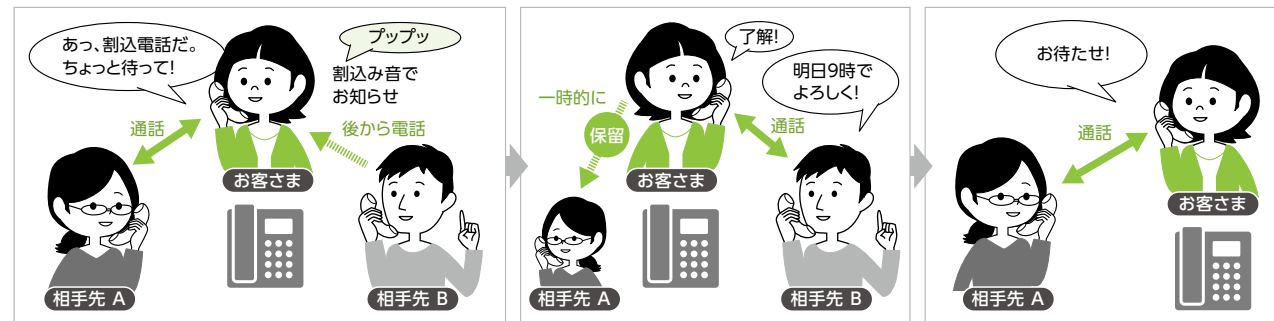 あっ、割込電話だ。
ちょっと待って!
プップッ
割込み音で
お知らせ
通話
後から電話
お客さま
相手先 A
相手先 B
了解!
明日9時で
よろしく!
一時的に
保留
通話
お客さま
相手先 A
相手先 B
お待たせ!
通話
お客さま
相手先 A